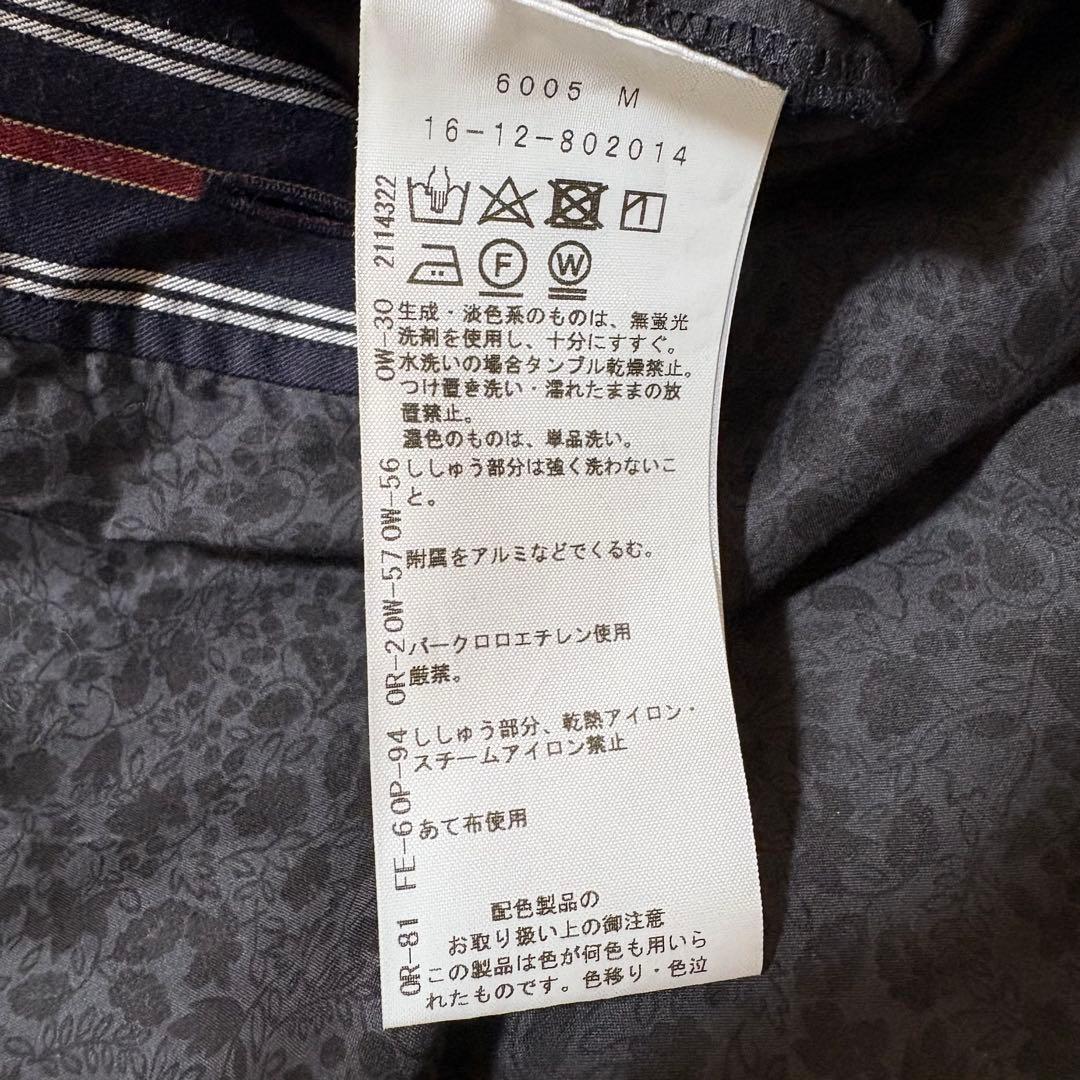 6005 M
16-12-802014
F W
生成・淡色系のものは、無蛍光
洗剤を使用し、十分にすすぐ。
水洗いの場合タンブル乾燥禁止。
つけ置き洗い・濡れたままの放
置禁止。
濃色のものは、単品洗い。
ししゅう部分は強く洗わないこ
と。
附属をアルミなどでくるむ。
パークロロエチレン使用
厳禁。
ししゅう部分、乾熱アイロン・
スチームアイロン禁止
あて布使用
配色製品の
お取り扱い上の御注意
この製品は色が何色も用いら
れたものです。色移り・色泣
OR-81 FE-6OP-94 OR-2OW-57OW-56 OW-30 2114322